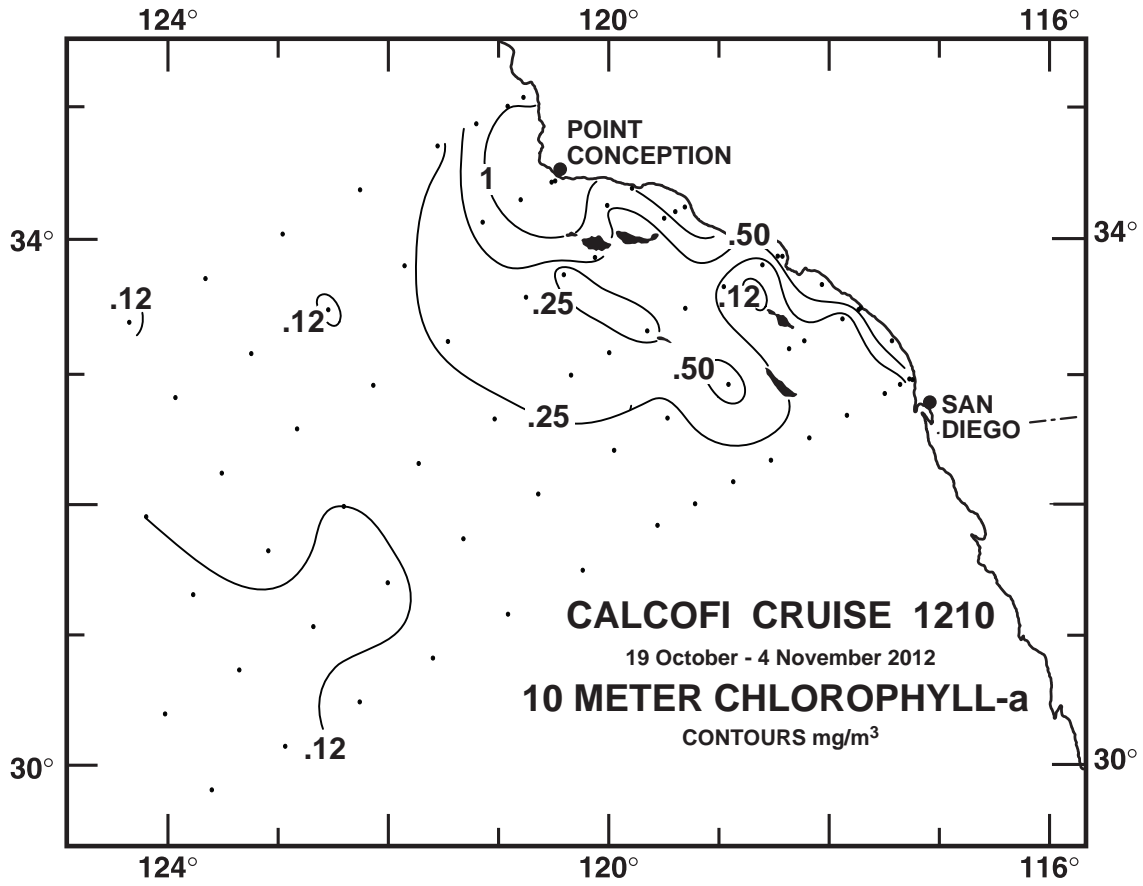 124° 120° 116°
POINT
CONCEPTION
1
34° .50 34°
.12 .12 .25 .12
.50
.25
SAN
DIEGO
CALCOFI CRUISE 1210
19 October - 4 November 2012
10 METER CHLOROPHYLL-a
CONTOURS mg/m³
.12
30° 30°
124° 120° 116°